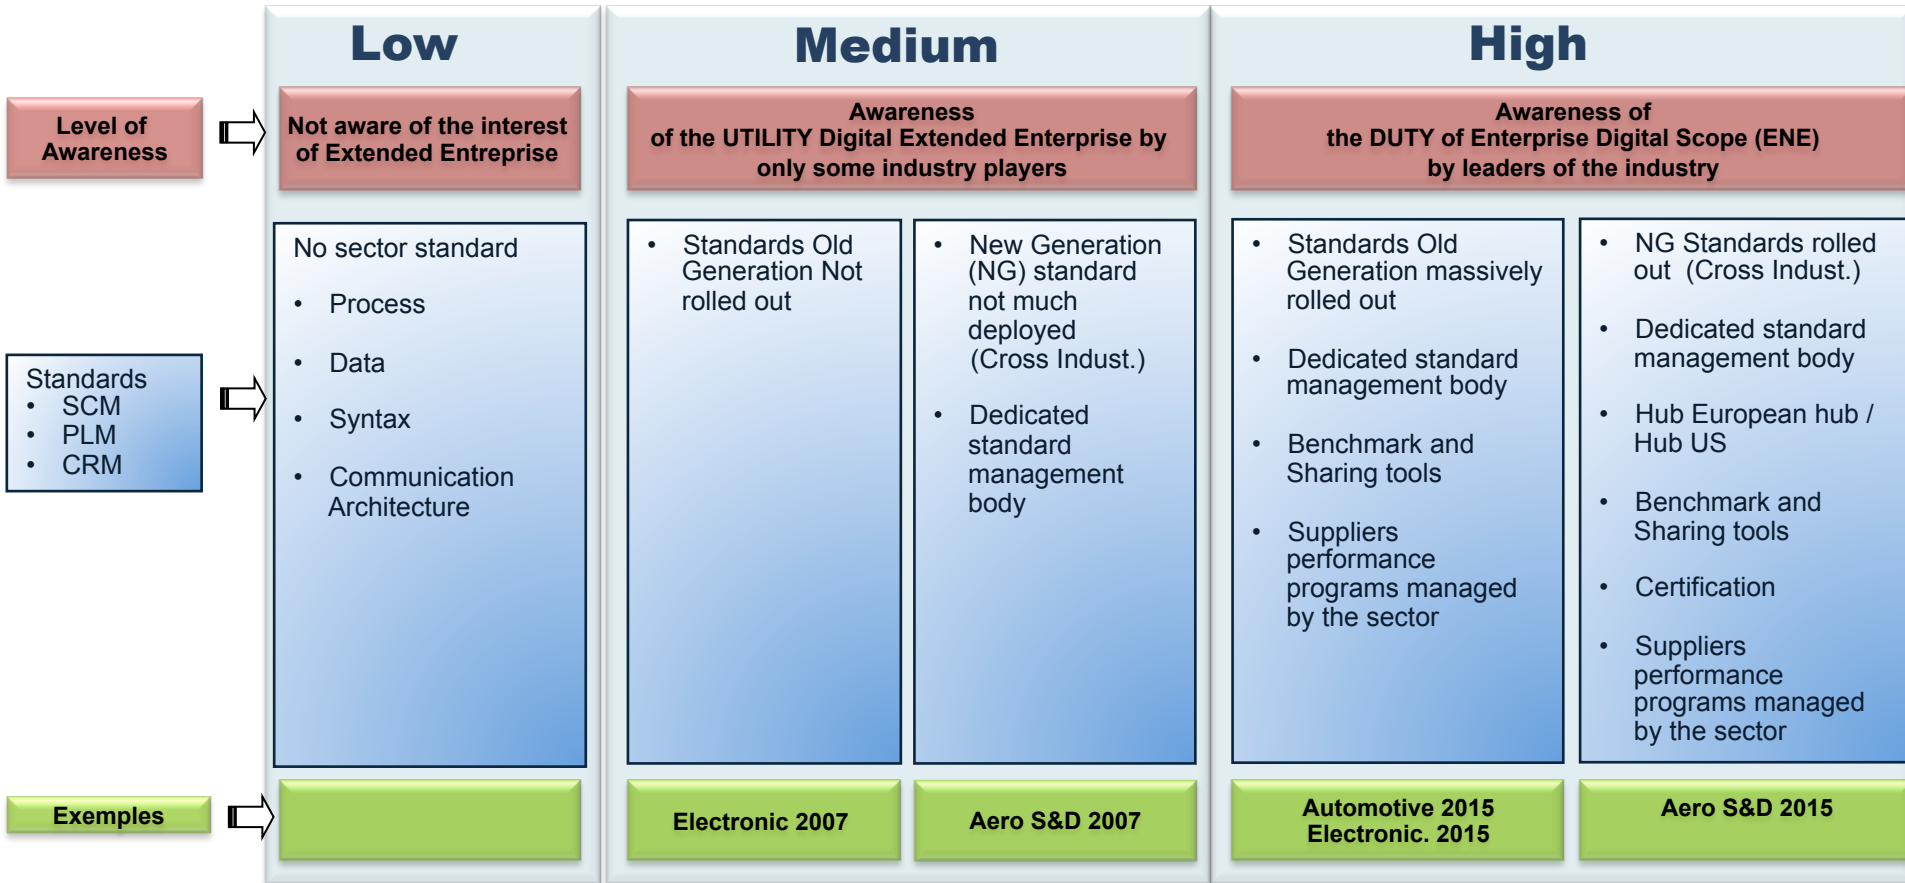 Low
Medium
High
Level of
Awareness
Not aware of the interest
of Extended Entreprise
Awareness
of the UTILITY Digital Extended Enterprise by
only some industry players
Awareness of
the DUTY of Enterprise Digital Scope (ENE)
by leaders of the industry
Standards
• SCM
• PLM
• CRM
No sector standard
• Process
• Data
• Syntax
• Communication
Architecture
• Standards Old
Generation Not
rolled out
• New Generation
(NG) standard
not much
deployed
(Cross Indust.)
• Dedicated
standard
management
body
• Standards Old
Generation massively
rolled out
• Dedicated standard
management body
• Benchmark and
Sharing tools
• Suppliers
performance
programs managed
by the sector
• NG Standards rolled
out (Cross Indust.)
• Dedicated standard
management body
• Hub European hub /
Hub US
• Benchmark and
Sharing tools
• Certification
• Suppliers
performance
programs managed
by the sector
Exemples
Electronic 2007
Aero S&D 2007
Automotive 2015
Electronic. 2015
Aero S&D 2015